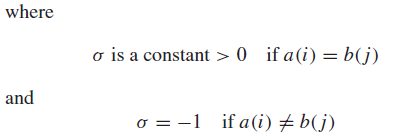 where
σ is a constant > 0 if a(i) = b(j)
and
σ = −1 if a(i) ≠ b(j)